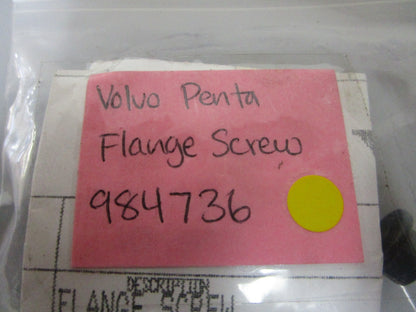 Volvo Penta
Flange Screw
984736
DESCRIPTION
FLANGE SCREW